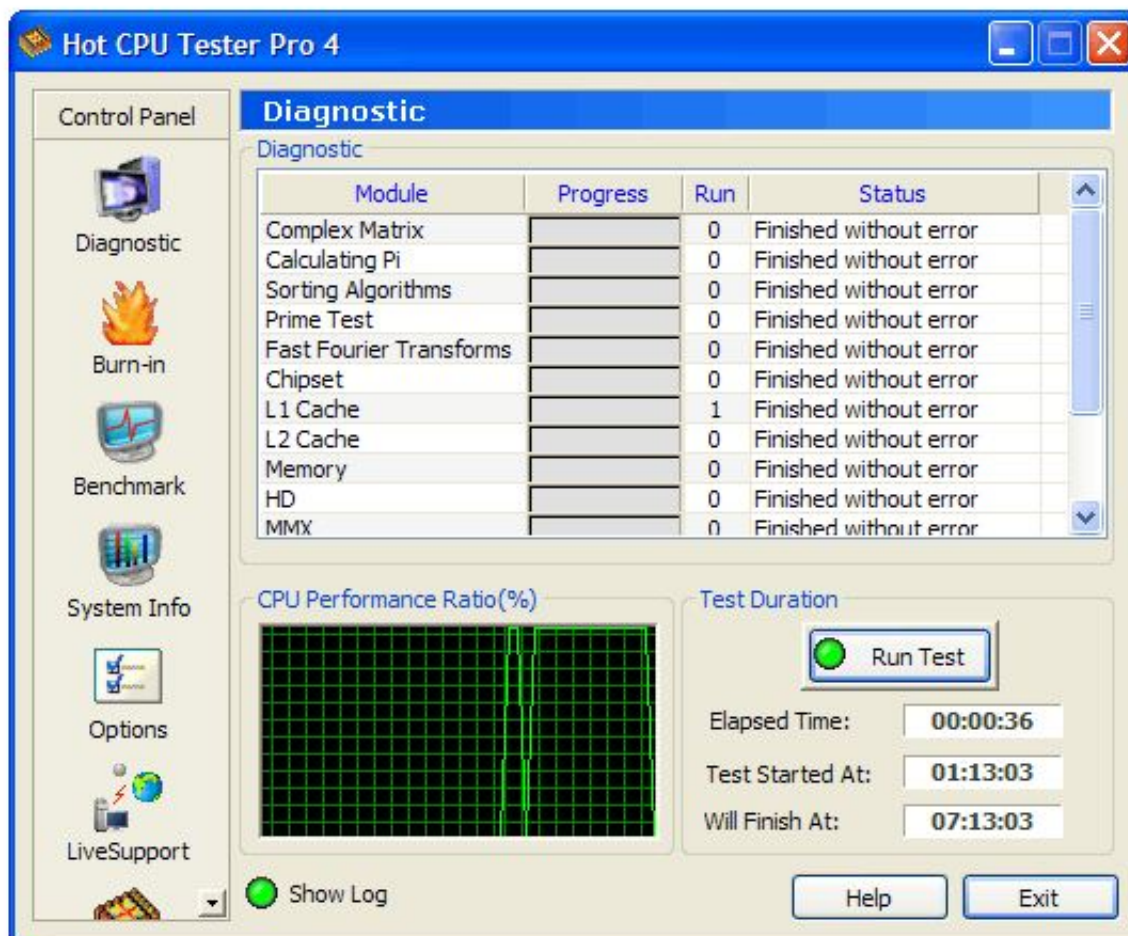 Hot CPU Tester Pro 4
Control Panel
Diagnostic
Burn-in
Benchmark
System Info
Options
LiveSupport
Diagnostic
Diagnostic
Module Progress Run Status
Complex Matrix 0 Finished without error
Calculating Pi 0 Finished without error
Sorting Algorithms 0 Finished without error
Prime Test 0 Finished without error
Fast Fourier Transforms 0 Finished without error
Chipset 0 Finished without error
L1 Cache 1 Finished without error
L2 Cache 0 Finished without error
Memory 0 Finished without error
HD 0 Finished without error
MMX 0 Finished without error
CPU Performance Ratio(%)
Test Duration
Run Test
Elapsed Time: 00:00:36
Test Started At: 01:13:03
Will Finish At: 07:13:03
Show Log
Help
Exit